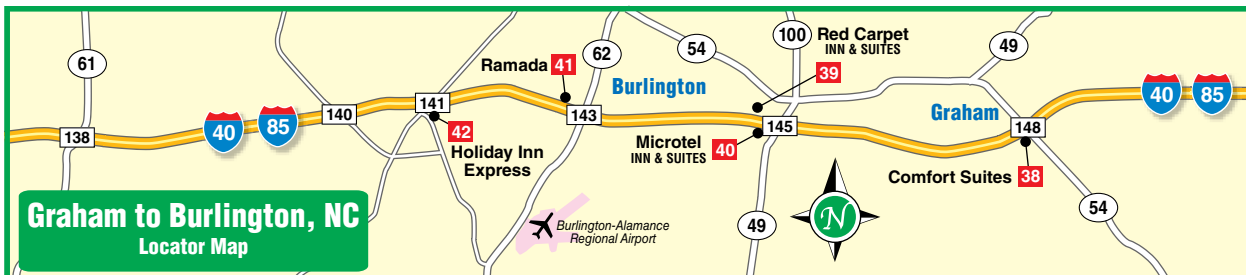 61
138
40
85
140
141
42
Holiday Inn
Express
Ramada 41
62
143
Burlington
54
100
Red Carpet
INN & SUITES
39
Microtel
INN & SUITES
40
145
49
49
Graham
148
Comfort Suites 38
54
40
85
N
Burlington-Alamance
Regional Airport
Graham to Burlington, NC
Locator Map